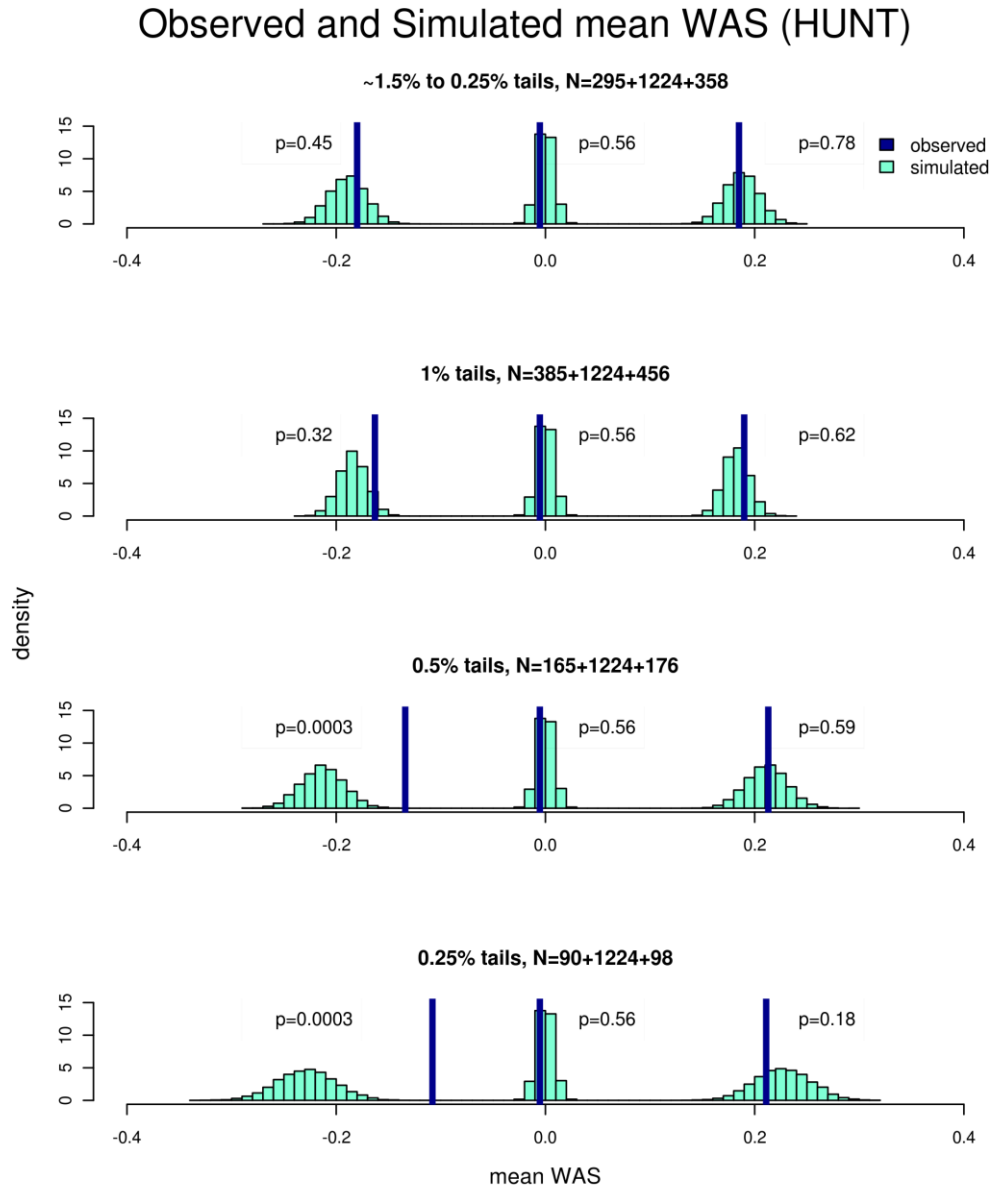 Observed and Simulated mean WAS (HUNT)
~1.5% to 0.25% tails, N=295+1224+358
p=0.45 p=0.56 p=0.78
observed
simulated
0 5 10 15
-0.4 -0.2 0.0 0.2 0.4
1% tails, N=385+1224+456
p=0.32 p=0.56 p=0.62
0 5 10 15
-0.4 -0.2 0.0 0.2 0.4
density
0.5% tails, N=165+1224+176
p=0.0003 p=0.56 p=0.59
0 5 10 15
-0.4 -0.2 0.0 0.2 0.4
0.25% tails, N=90+1224+98
p=0.0003 p=0.56 p=0.18
0 5 10 15
-0.4 -0.2 0.0 0.2 0.4
mean WAS